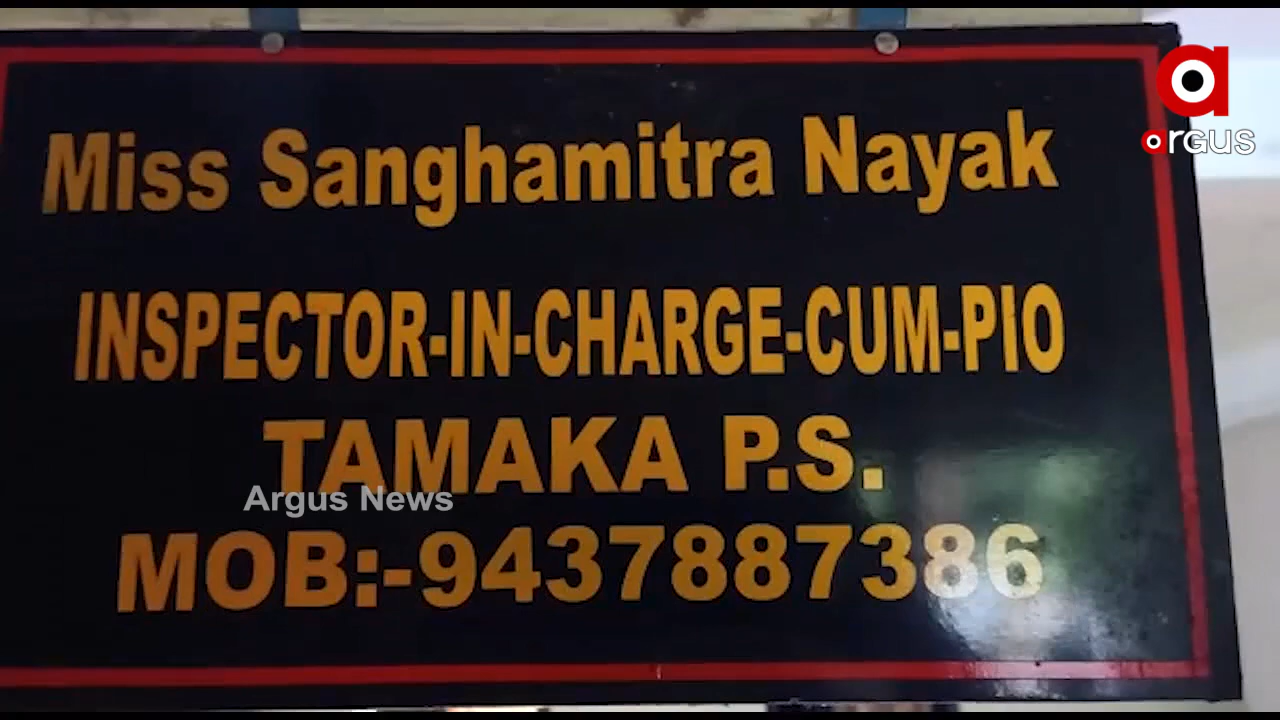 argus
Miss Sanghamitra Nayak
INSPECTOR-IN-CHARGE-CUM-PIO
TAMAKA P.S.
Argus News
MOB:-9437887386